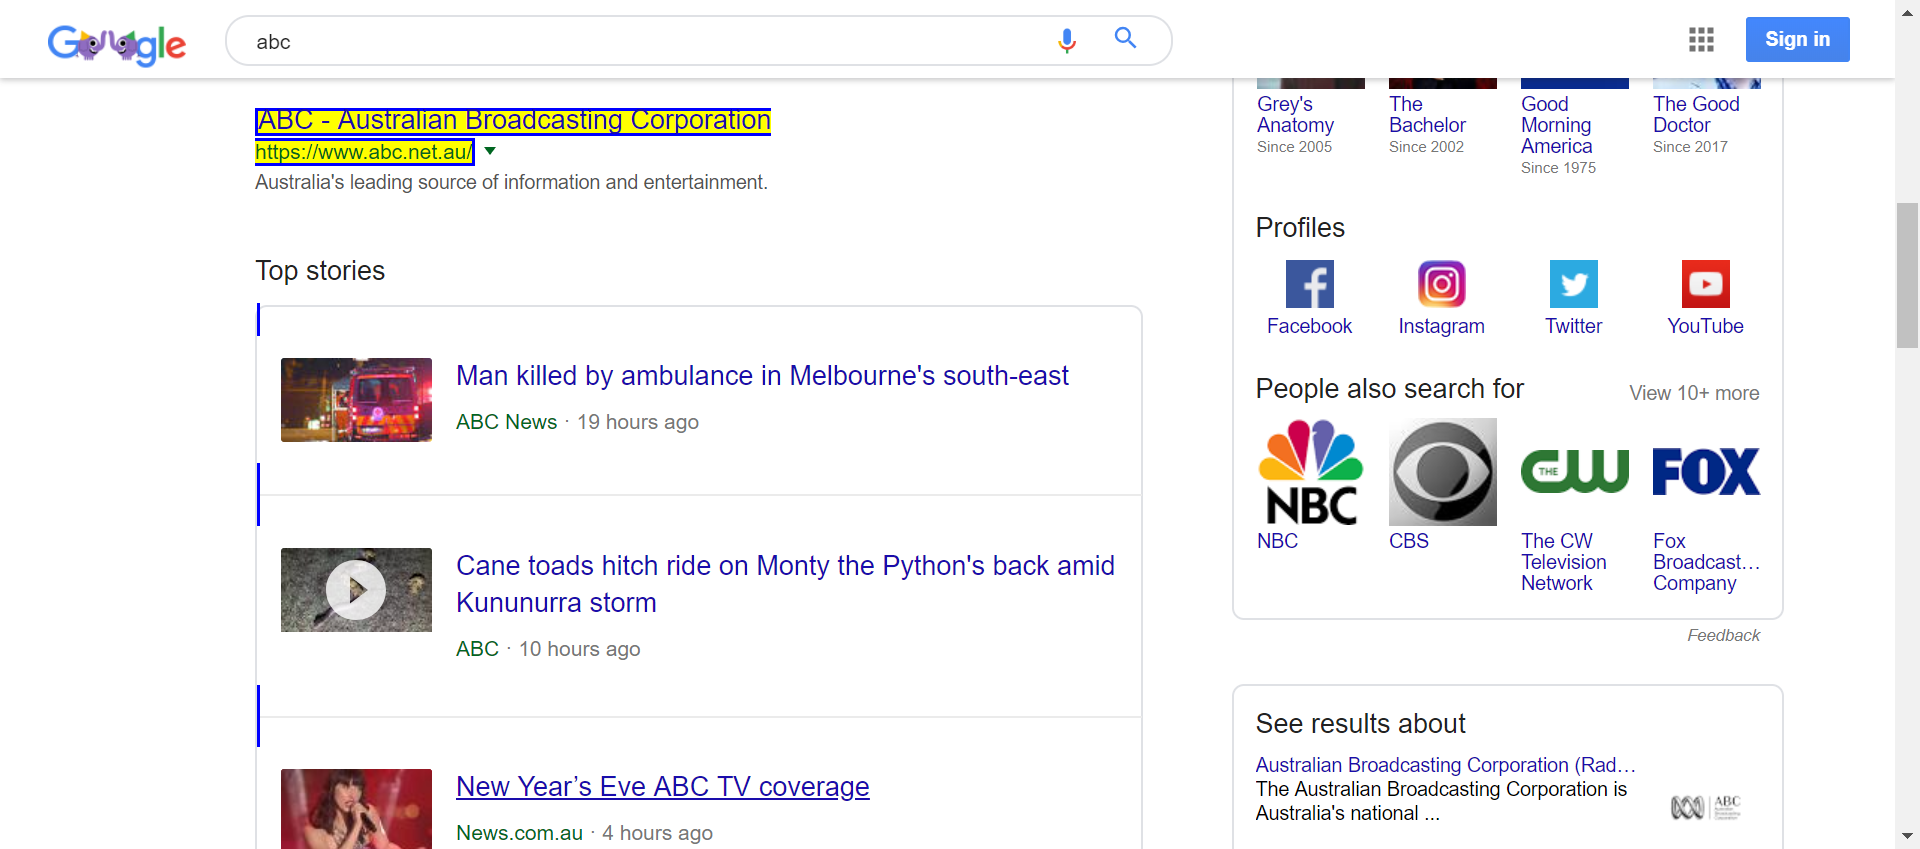 Google
abc
Sign in
ABC - Australian Broadcasting Corporation
https://www.abc.net.au/
Australia's leading source of information and entertainment.
Top stories
Man killed by ambulance in Melbourne's south-east
ABC News · 19 hours ago
Cane toads hitch ride on Monty the Python's back amid
Kununurra storm
ABC · 10 hours ago
New Year’s Eve ABC TV coverage
News.com.au · 4 hours ago
Grey's
Anatomy
Since 2005
The
Bachelor
Since 2002
Good
Morning
America
Since 1975
The Good
Doctor
Since 2017
Profiles
Facebook
Instagram
Twitter
YouTube
People also search for
View 10+ more
NBC
NBC
CBS
THE CW
The CW
Television
Network
FOX
Fox
Broadcast...
Company
Feedback
See results about
Australian Broadcasting Corporation (Rad...
The Australian Broadcasting Corporation is
Australia's national ...
ABC